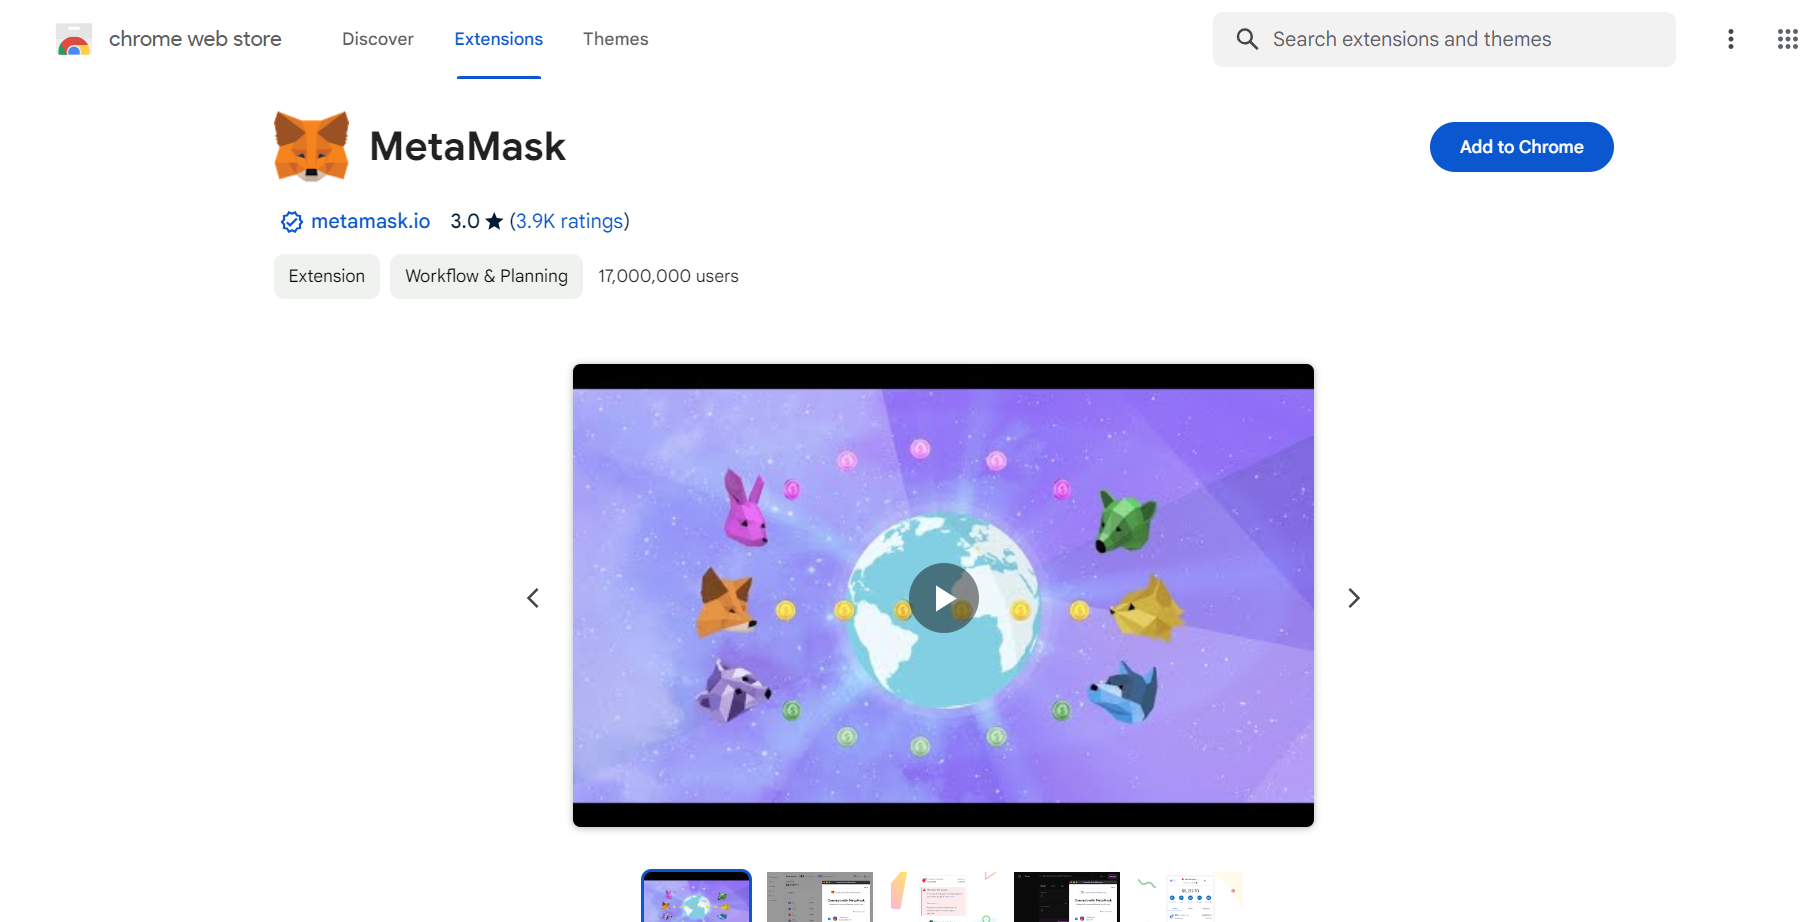 chrome web store
Discover
Extensions
Themes
Search extensions and themes
MetaMask
Add to Chrome
metamask.io
3.0 ★ (3.9K ratings)
Extension
Workflow & Planning
17,000,000 users